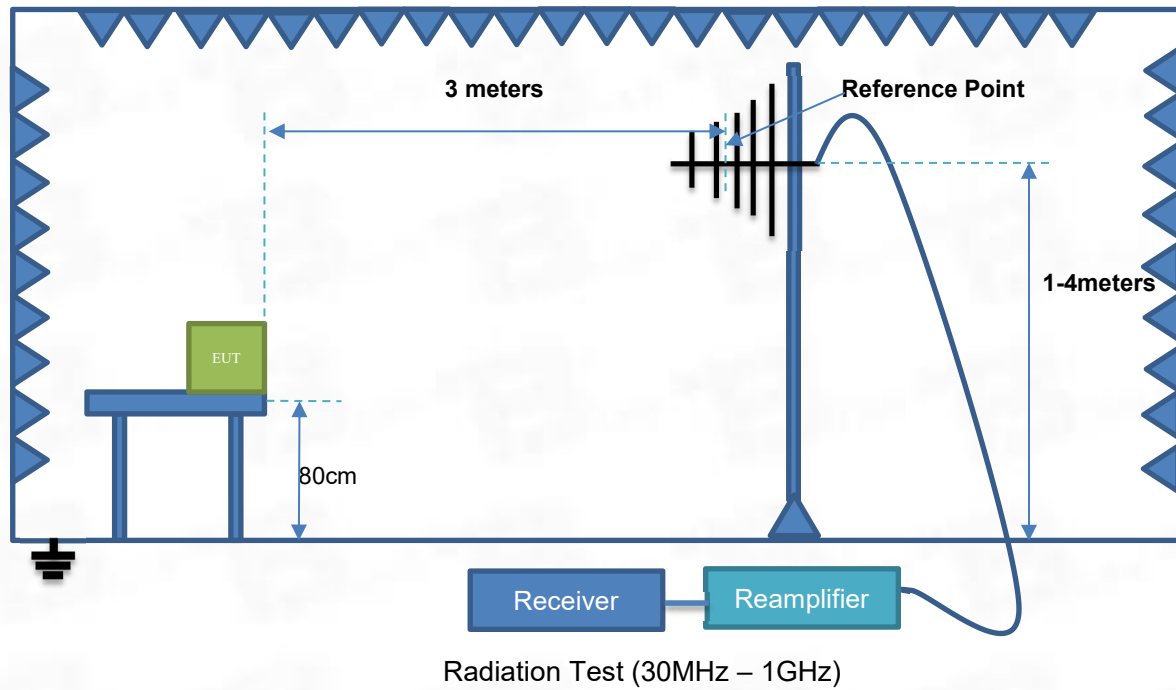 3 meters
Reference Point
1-4meters
EUT
80cm
Receiver
Reamplifier
Radiation Test (30MHz – 1GHz)